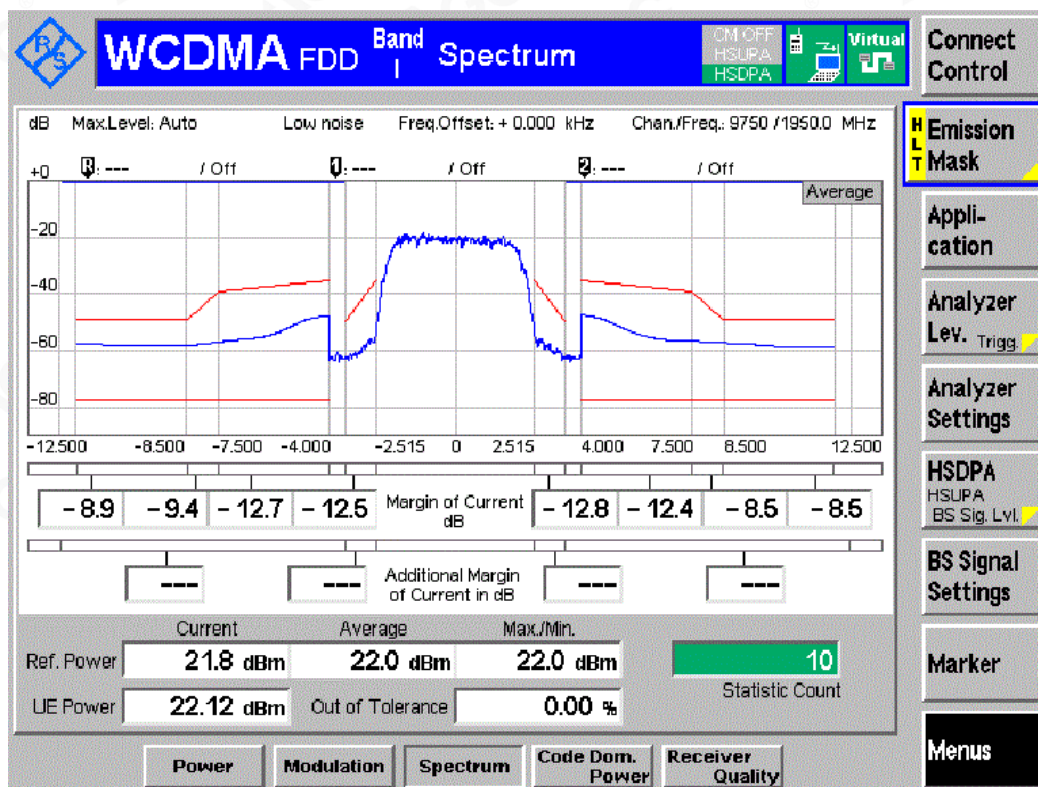 R&S
WCDMA FDD Band I Spectrum
CM OFF
HSUPA
HSDPA
Virtual
Connect Control
dB Max.Level: Auto Low noise Freq.Offset: + 0.000 kHz Chan./Freq.: 9750 / 1950.0 MHz
HLT
Emission Mask
+0 R: --- / Off 1: --- / Off 2: --- / Off
Average
Appli-
cation
-20
-40
-60
-80
Analyzer
Lev. Trigg.
Analyzer
Settings
-12.500 -8.500 -7.500 -4.000 -2.515 0 2.515 4.000 7.500 8.500 12.500
HSDPA
HSUPA
BS Sig. Lvl.
- 8.9 - 9.4 - 12.7 - 12.5 Margin of Current dB - 12.8 - 12.4 - 8.5 - 8.5
BS Signal
Settings
--- --- Additional Margin of Current in dB --- ---
Current Average Max./Min.
Ref. Power 21.8 dBm 22.0 dBm 22.0 dBm 10
Statistic Count
UE Power 22.12 dBm Out of Tolerance 0.00 %
Marker
Menus
Power Modulation Spectrum Code Dom. Power Receiver Quality